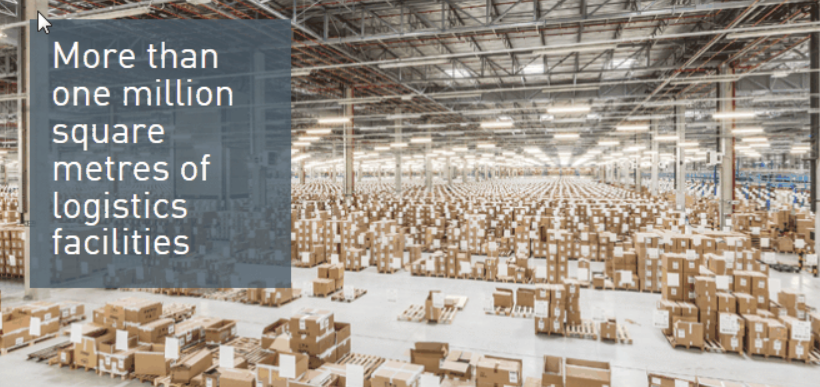 More than
one million
square
metres of
logistics
facilities